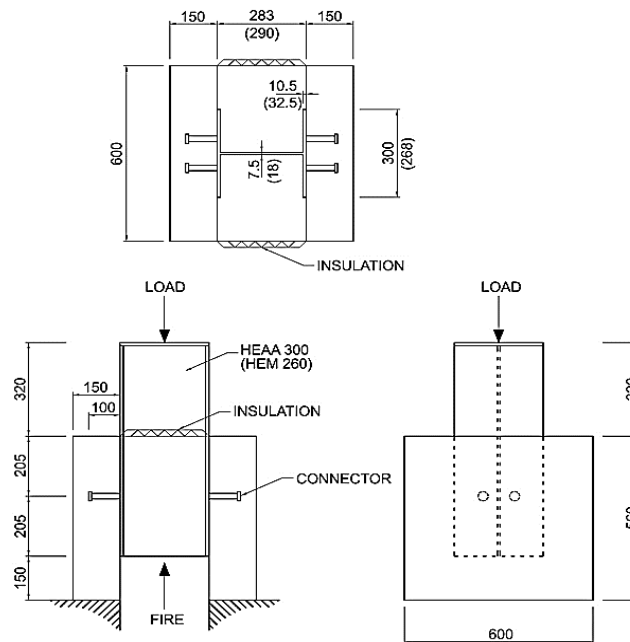 150 283 150
(290)
10.5
(32.5)
600
300
(268)
7.5
(18)
INSULATION
LOAD
LOAD
320
HEAA 300
(HEM 260)
150
100
INSULATION
205
CONNECTOR
205
150
FIRE
600